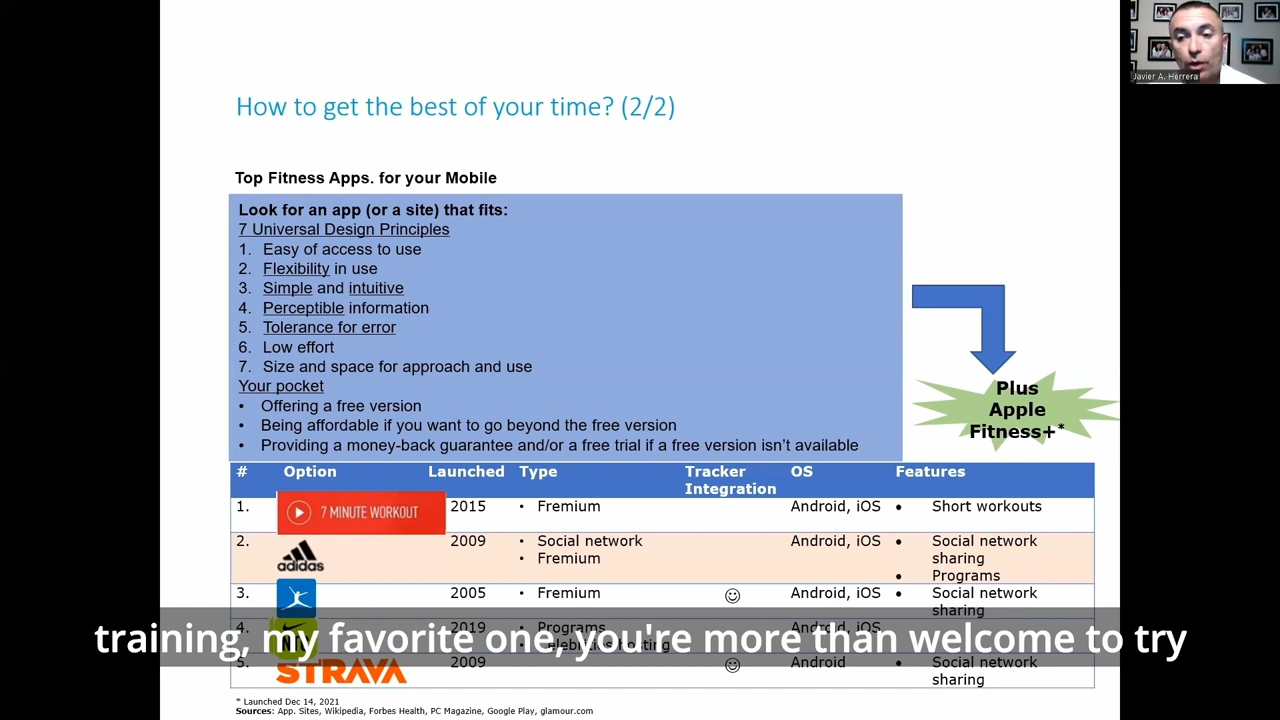 Javier A. Herrera
How to get the best of your time? (2/2)
Top Fitness Apps. for your Mobile
Look for an app (or a site) that fits:
7 Universal Design Principles
1. Easy of access to use
2. Flexibility in use
3. Simple and intuitive
4. Perceptible information
5. Tolerance for error
6. Low effort
7. Size and space for approach and use
Your pocket
• Offering a free version
• Being affordable if you want to go beyond the free version
• Providing a money-back guarantee and/or a free trial if a free version isn't available
Plus
Apple
Fitness+*
# Option Launched Type Tracker Integration OS Features
1. 7 MINUTE WORKOUT 2015 • Fremium Android, iOS • Short workouts
2. adidas 2009 • Social network Android, iOS • Social network
• Fremium sharing
• Programs
3. 2005 • Fremium Android, iOS • Social network
sharing
4. 2019 • Programs Android, iOS
hosting
training, my favorite one, you're more than welcome to try
5. STRAVA 2009 Android • Social network
sharing
* Launched Dec 14, 2021
Sources: App. Sites, Wikipedia, Forbes Health, PC Magazine, Google Play, glamour.com